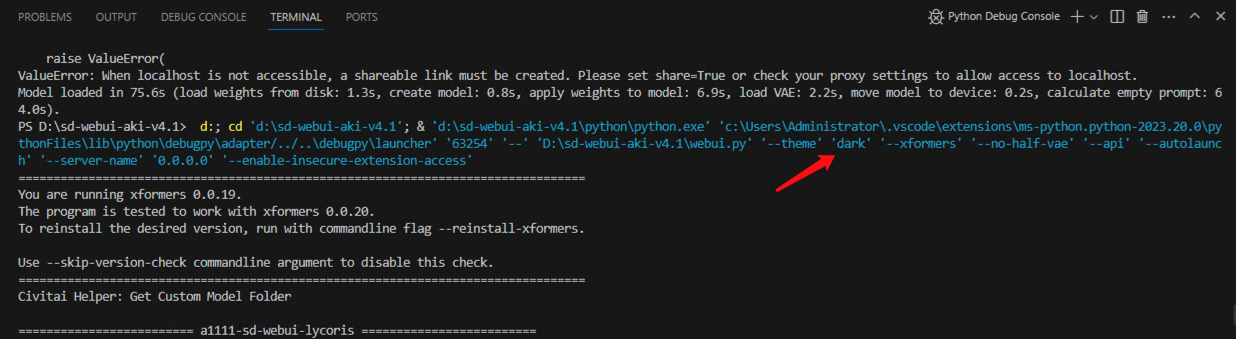 PROBLEMS OUTPUT DEBUG CONSOLE TERMINAL PORTS Python Debug Console
raise ValueError(
ValueError: When localhost is not accessible, a shareable link must be created. Please set share=True or check your proxy settings to allow access to localhost.
Model loaded in 75.6s (load weights from disk: 1.3s, create model: 0.8s, apply weights to model: 6.9s, load VAE: 2.2s, move model to device: 0.2s, calculate empty prompt: 6
4.0s).
PS D:\sd-webui-aki-v4.1> d:; cd 'd:\sd-webui-aki-v4.1'; & 'd:\sd-webui-aki-v4.1\python\python.exe' 'c:\Users\Administrator\.vscode\extensions\ms-python.python-2023.20.0\py
thonFiles\lib\python\debugpy\adapter/../..\debugpy\launcher' '63254' '--' 'D:\sd-webui-aki-v4.1\webui.py' '--theme' 'dark' '--xformers' '--no-half-vae' '--api' '--autolaunc
h' '--server-name' '0.0.0.0' '--enable-insecure-extension-access'
================================================================================
You are running xformers 0.0.19.
The program is tested to work with xformers 0.0.20.
To reinstall the desired version, run with commandline flag --reinstall-xformers.
Use --skip-version-check commandline argument to disable this check.
================================================================================
Civitai Helper: Get Custom Model Folder
========================= a1111-sd-webui-lycoris =========================